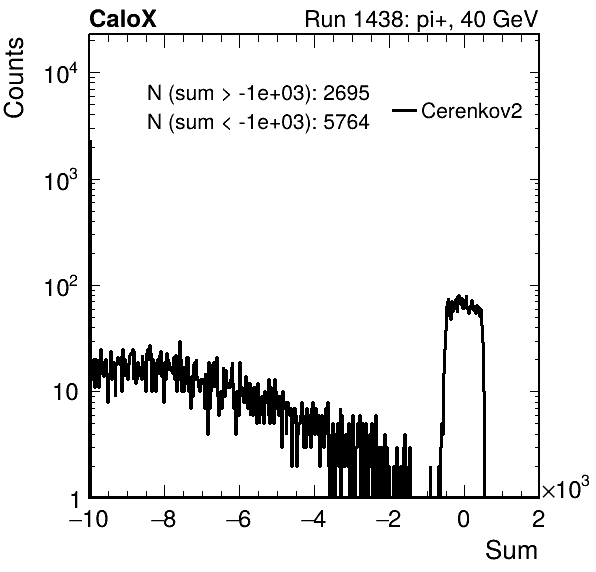 CaloX Run 1438: pi+, 40 GeV
Counts
N (sum > -1e+03): 2695
N (sum < -1e+03): 5764
Cerenkov2
10⁴
10³
10²
10
1
−10 −8 −6 −4 −2 0 2
×10³
Sum